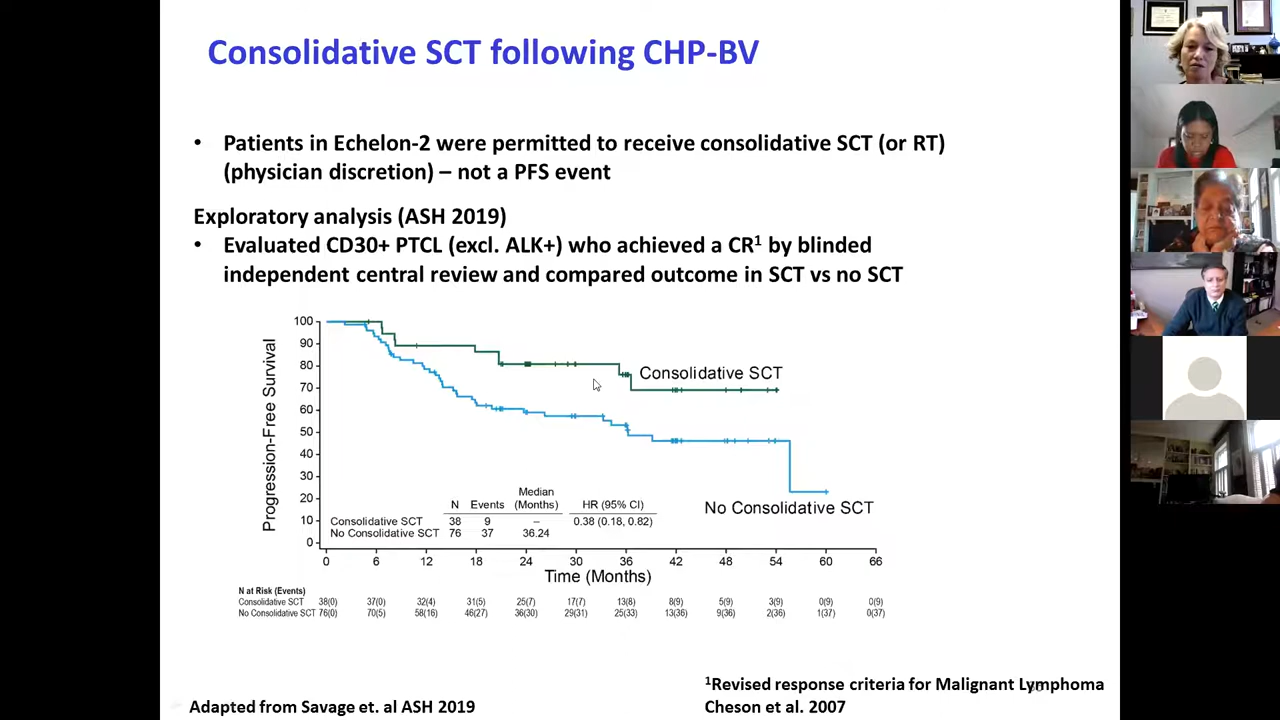 Consolidative SCT following CHP-BV
• Patients in Echelon-2 were permitted to receive consolidative SCT (or RT)
(physician discretion) – not a PFS event
Exploratory analysis (ASH 2019)
• Evaluated CD30+ PTCL (excl. ALK+) who achieved a CR¹ by blinded
independent central review and compared outcome in SCT vs no SCT
Progression-Free Survival
100
90
80
70
60
50
40
30
20
10
0
Consolidative SCT
No Consolidative SCT
N Events Median (Months) HR (95% CI)
Consolidative SCT 38 9 – 0.38 (0.18, 0.82)
No Consolidative SCT 76 37 36.24
0 6 12 18 24 30 36 42 48 54 60 66
Time (Months)
N at Risk (Events)
Consolidative SCT 38(0) 37(0) 32(4) 31(5) 25(7) 17(7) 13(8) 8(9) 5(9) 3(9) 0(9) 0(9)
No Consolidative SCT 76(0) 70(5) 58(16) 46(27) 36(30) 29(31) 25(33) 13(36) 9(36) 2(36) 1(37) 0(37)
¹Revised response criteria for Malignant Lymphoma
Cheson et al. 2007
Adapted from Savage et. al ASH 2019